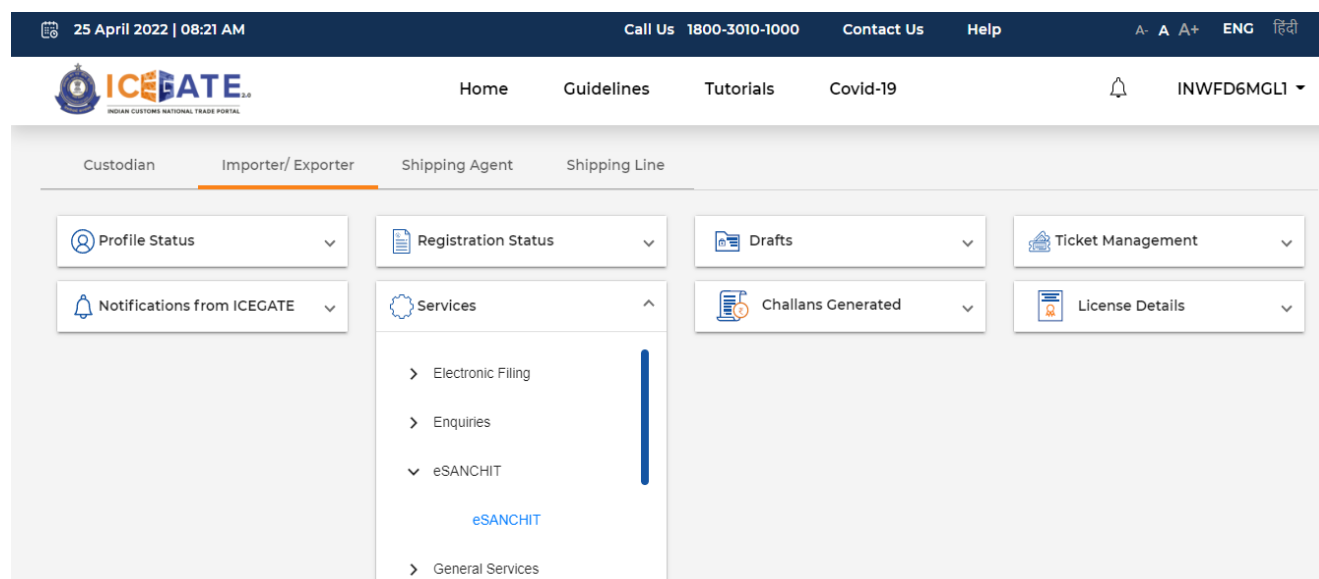 25 April 2022 | 08:21 AM Call Us 1800-3010-1000 Contact Us Help A- A A+ ENG हिंदी
ICEGATE 2.0 Home Guidelines Tutorials Covid-19 INWFD6MGL1
INDIAN CUSTOMS NATIONAL TRADE PORTAL
Custodian Importer/ Exporter Shipping Agent Shipping Line
Profile Status Registration Status Drafts Ticket Management
Notifications from ICEGATE Services Challans Generated License Details
Electronic Filing
Enquiries
eSANCHIT
eSANCHIT
General Services